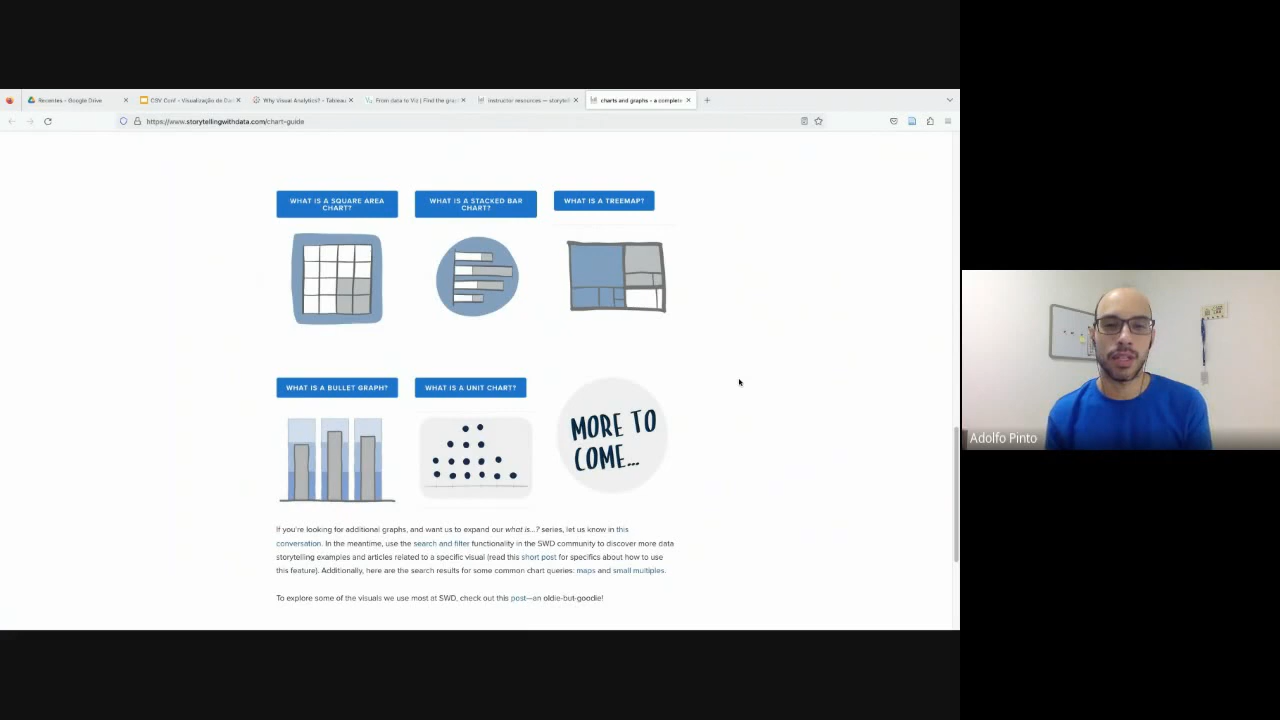 Recentes - Google Drive
CSV Conf - Visualização de Da
Why Visual Analytics? - Tableau
From data to Viz | Find the gra
instructor resources — storytel
charts and graphs - a complete
https://www.storytellingwithdata.com/chart-guide
WHAT IS A SQUARE AREA
CHART?
WHAT IS A STACKED BAR
CHART?
WHAT IS A TREEMAP?
WHAT IS A BULLET GRAPH?
WHAT IS A UNIT CHART?
MORE TO
COME...
If you're looking for additional graphs, and want us to expand our what is...? series, let us know in this
conversation. In the meantime, use the search and filter functionality in the SWD community to discover more data
storytelling examples and articles related to a specific visual (read this short post for specifics about how to use
this feature). Additionally, here are the search results for some common chart queries: maps and small multiples.
To explore some of the visuals we use most at SWD, check out this post—an oldie-but-goodie!
Adolfo Pinto